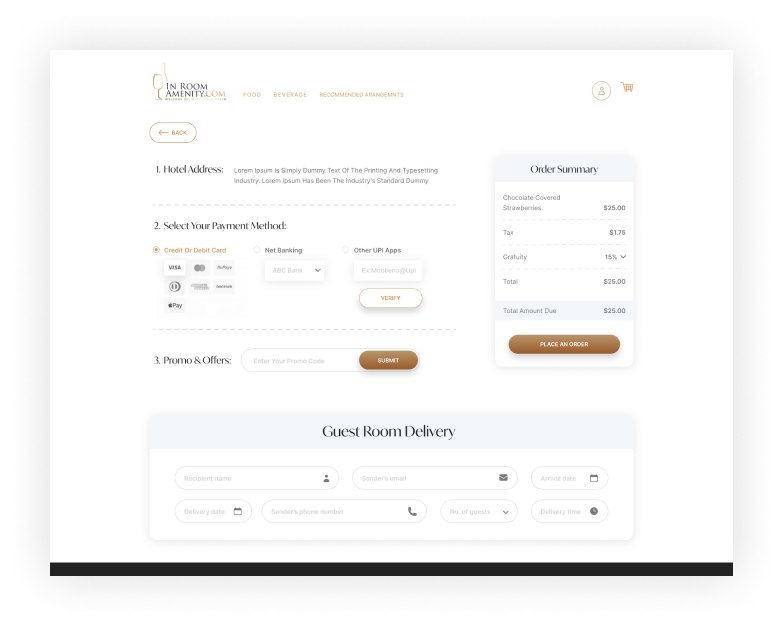 IN ROOM
AMENITY.COM
FOOD
BEVERAGE
RECOMMENDED ARANGEMNTS
BACK
1. Hotel Address:
Lorem Ipsum Is Simply Dummy Text Of The Printing And Typesetting
Industry. Lorem Ipsum Has Been The Industry's Standard Dummy
2. Select Your Payment Method:
Credit Or Debit Card
VISA
RuPay
Pay
Net Banking
ABC Bank
Other UPI Apps
Ex:Mobileno@Upi
VERIFY
3. Promo & Offers:
Enter Your Promo Code
SUBMIT
Order Summary
Chocolate Covered
Strawberries $25.00
Tax $1.75
Gratuity 15%
Total $25.00
Total Amount Due $25.00
PLACE AN ORDER
Guest Room Delivery
Recipient name
Sender's email
Arrival date
Delivery date
Sender's phone number
No. of guests
Delivery time